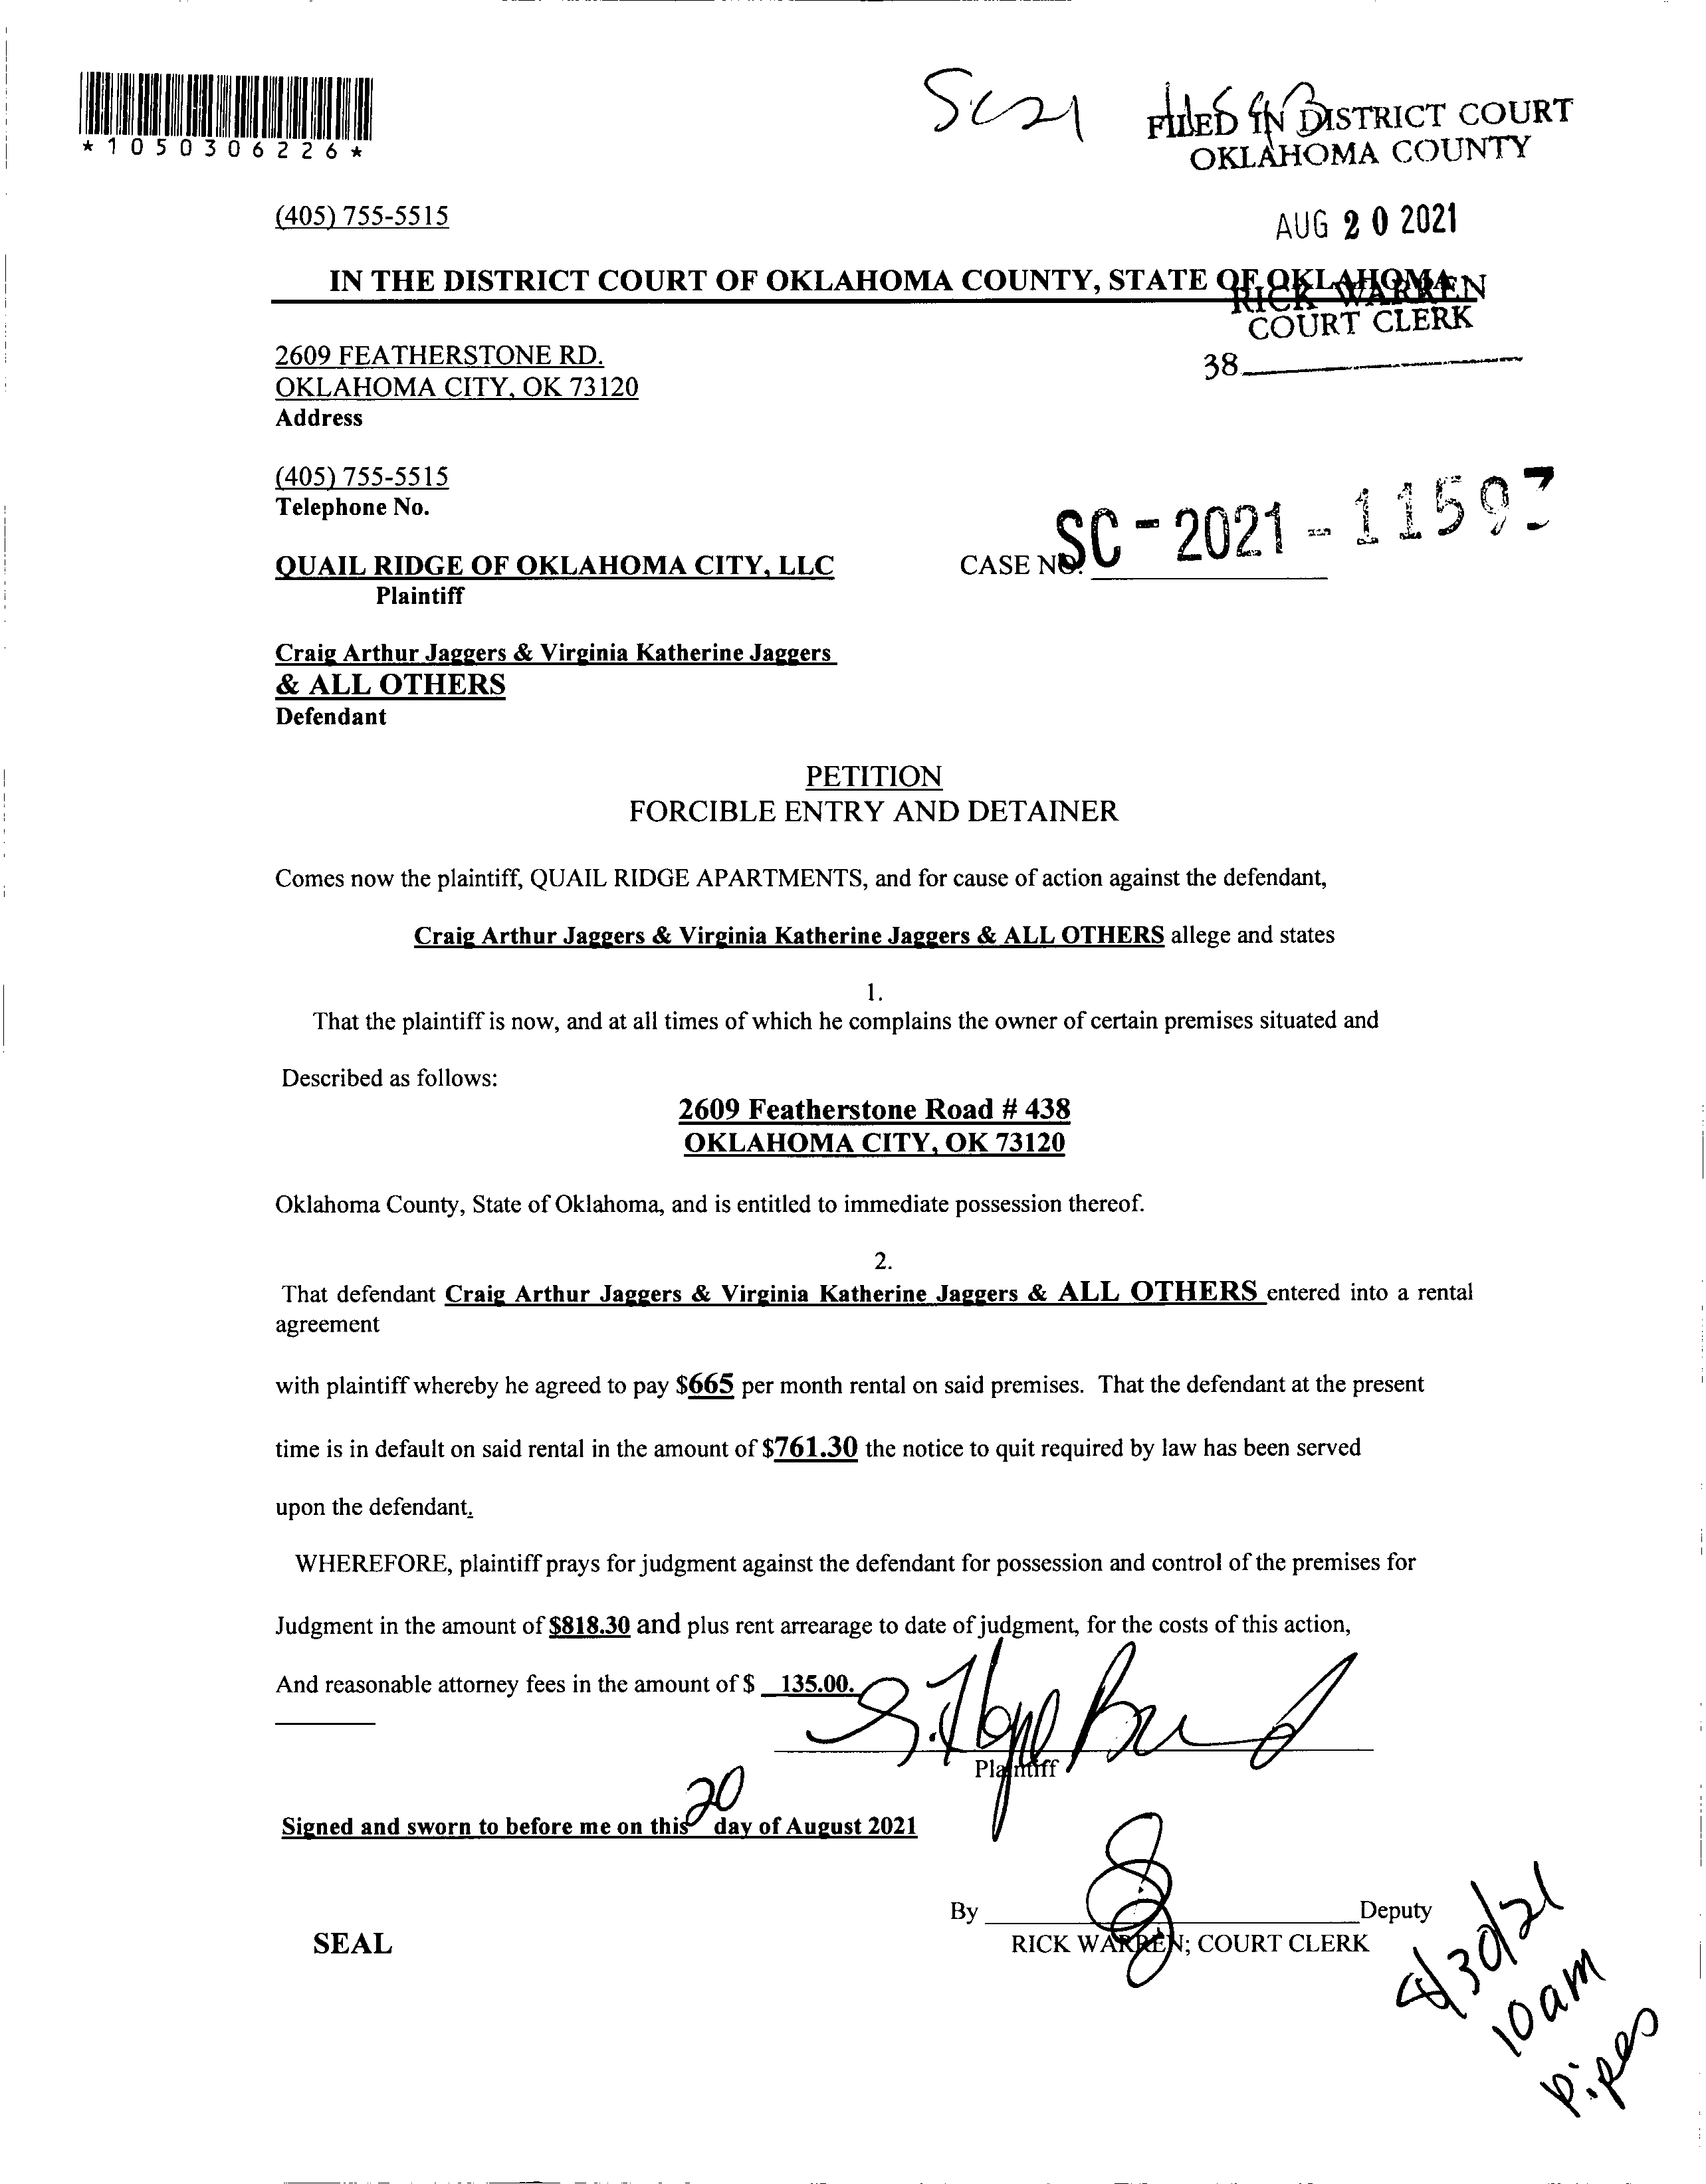 *1050306226*
SC21
FILED IN DISTRICT COURT
OKLAHOMA COUNTY
(405) 755-5515
AUG 20 2021
IN THE DISTRICT COURT OF OKLAHOMA COUNTY, STATE OF OKLAHOMA
RICK WARREN
COURT CLERK
2609 FEATHERSTONE RD.
38
OKLAHOMA CITY, OK 73120
Address
(405) 755-5515
Telephone No.
QUAIL RIDGE OF OKLAHOMA CITY, LLC
CASE NO. SC-2021-11593
Plaintiff
Craig Arthur Jaggers & Virginia Katherine Jaggers
& ALL OTHERS
Defendant
PETITION
FORCIBLE ENTRY AND DETAINER
Comes now the plaintiff, QUAIL RIDGE APARTMENTS, and for cause of action against the defendant,
Craig Arthur Jaggers & Virginia Katherine Jaggers & ALL OTHERS allege and states
1.
That the plaintiff is now, and at all times of which he complains the owner of certain premises situated and
Described as follows:
2609 Featherstone Road # 438
OKLAHOMA CITY, OK 73120
Oklahoma County, State of Oklahoma, and is entitled to immediate possession thereof.
2.
That defendant Craig Arthur Jaggers & Virginia Katherine Jaggers & ALL OTHERS entered into a rental
agreement
with plaintiff whereby he agreed to pay $665 per month rental on said premises. That the defendant at the present
time is in default on said rental in the amount of $761.30 the notice to quit required by law has been served
upon the defendant.
WHEREFORE, plaintiff prays for judgment against the defendant for possession and control of the premises for
Judgment in the amount of $818.30 and plus rent arrearage to date of judgment, for the costs of this action,
And reasonable attorney fees in the amount of $ 135.00.
Plaintiff
Signed and sworn to before me on this 20 day of August 2021
By Deputy
SEAL
RICK WARREN; COURT CLERK
8/30/21
10am
Pipes